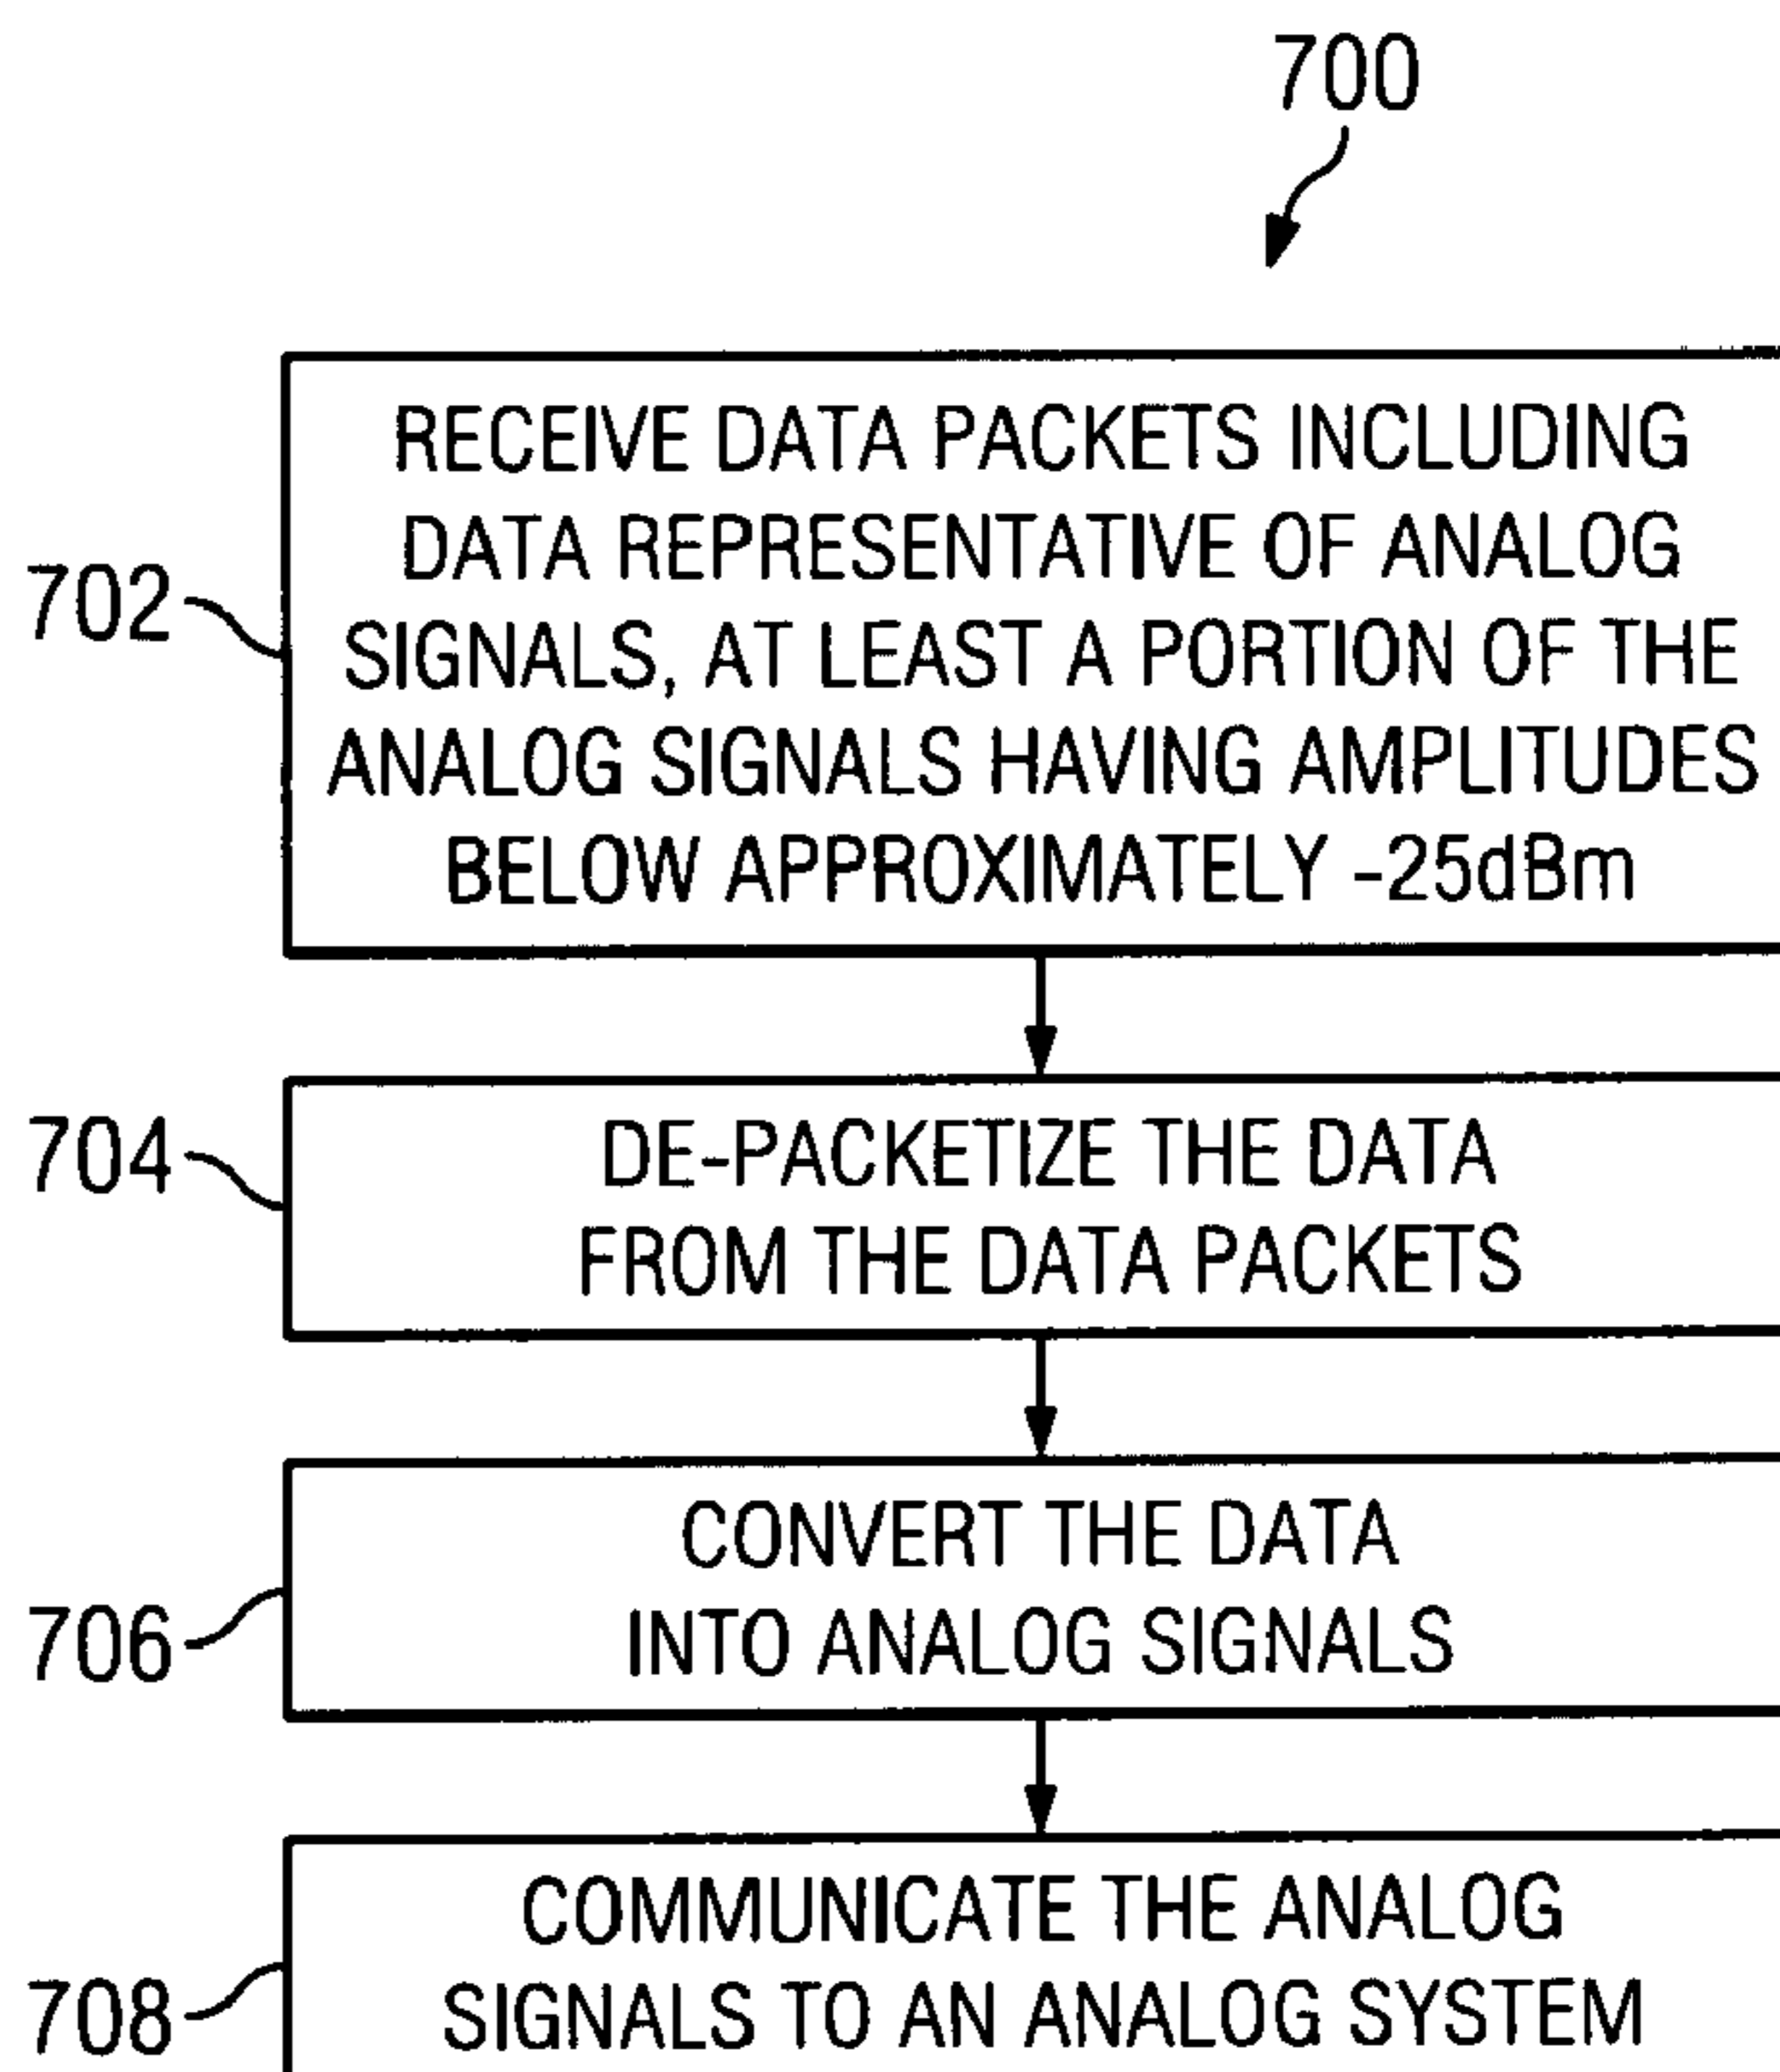 700
702
RECEIVE DATA PACKETS INCLUDING
DATA REPRESENTATIVE OF ANALOG
SIGNALS, AT LEAST A PORTION OF THE
ANALOG SIGNALS HAVING AMPLITUDES
BELOW APPROXIMATELY -25dBm
704
DE-PACKETIZE THE DATA
FROM THE DATA PACKETS
706
CONVERT THE DATA
INTO ANALOG SIGNALS
708
COMMUNICATE THE ANALOG
SIGNALS TO AN ANALOG SYSTEM